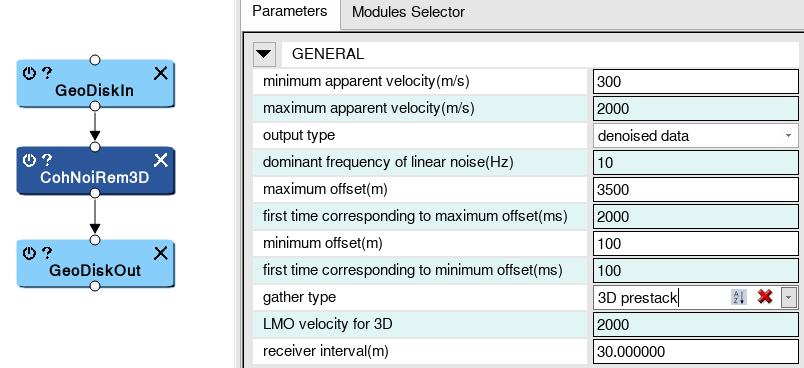 Parameters Modules Selector
GENERAL
? GeoDiskIn
? CohNoiRem3D
? GeoDiskOut
minimum apparent velocity(m/s) 300
maximum apparent velocity(m/s) 2000
output type denoised data
dominant frequency of linear noise(Hz) 10
maximum offset(m) 3500
first time corresponding to maximum offset(ms) 2000
minimum offset(m) 100
first time corresponding to minimum offset(ms) 100
gather type 3D prestack
LMO velocity for 3D 2000
receiver interval(m) 30.000000